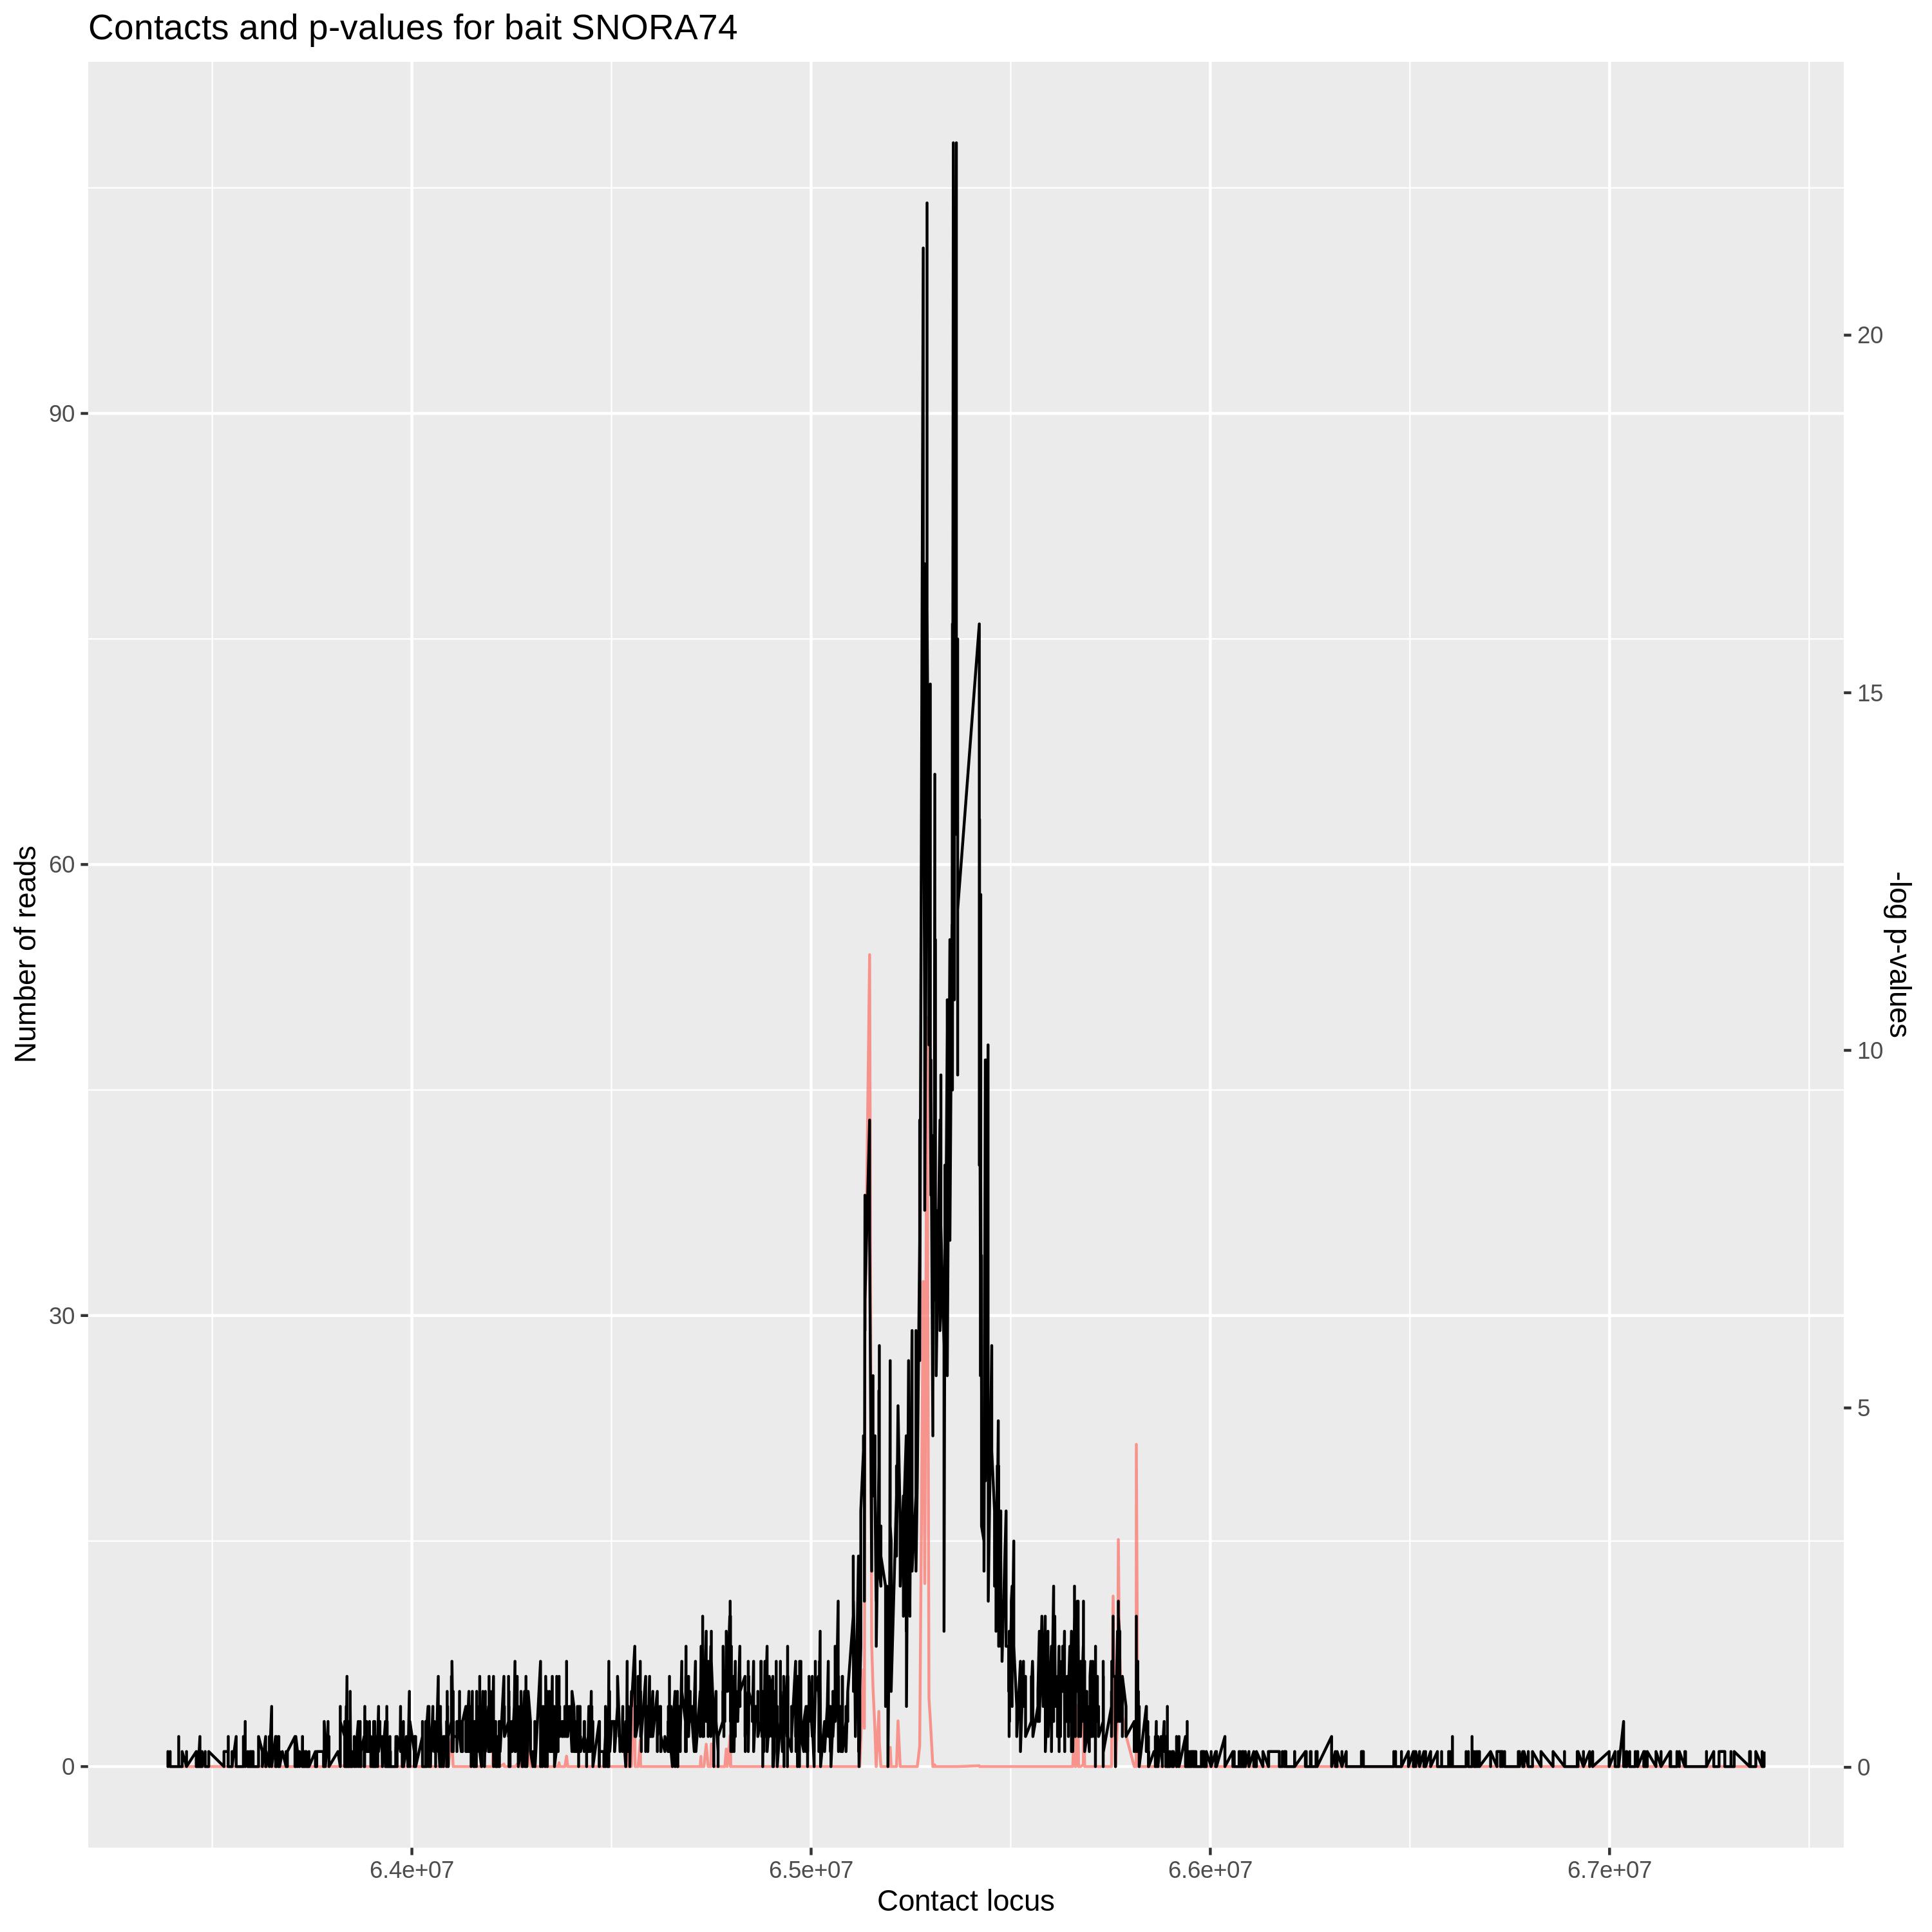 Contacts and p-values for bait SNORA74
Number of reads
90
60
30
0
20
15
10
5
0
-log p-values
6.4e+07 6.5e+07 6.6e+07 6.7e+07
Contact locus